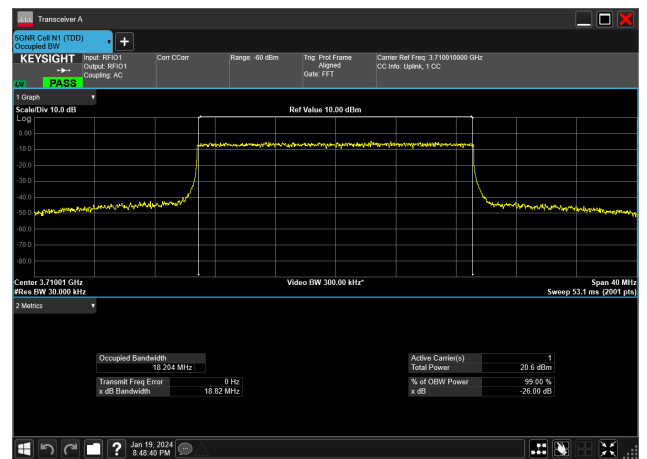 Transceiver A
5GNR Cell N1 (TDD)
Occupied BW
KEYSIGHT
PASS
Input: RFIO1
Output: RFIO1
Coupling: AC
Corr CCorr
Range: -60 dBm
Trig: Prot Frame
Aligned
Gate: FFT
Carrier Ref Freq: 3.710010000 GHz
CC Info: Uplink, 1 CC
1 Graph
Scale/Div 10.0 dB
Ref Value 10.00 dBm
Log
0.00
-10.0
-20.0
-30.0
-40.0
-50.0
-60.0
-70.0
-80.0
Center 3.71001 GHz
Video BW 300.00 kHz*
Span 40 MHz
#Res BW 30.000 kHz
Sweep 53.1 ms (2001 pts)
2 Metrics
Occupied Bandwidth
18.204 MHz
Transmit Freq Error 0 Hz
x dB Bandwidth 18.82 MHz
Active Carrier(s) 1
Total Power 20.6 dBm
% of OBW Power 99.00 %
x dB -26.00 dB
Jan 19, 2024
8:48:40 PM